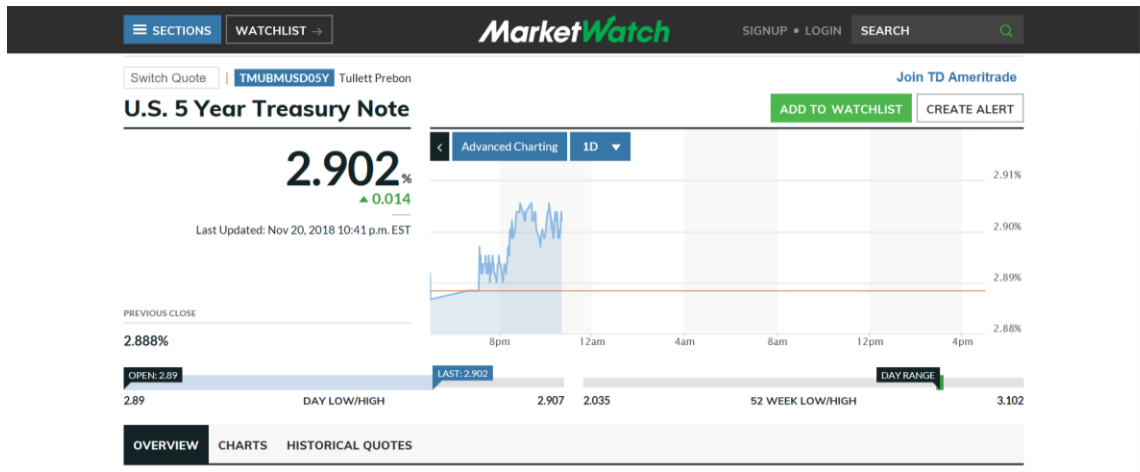 SECTIONS WATCHLIST → MarketWatch SIGNUP • LOGIN SEARCH
Switch Quote | TMUBMUSD05Y Tullett Prebon Join TD Ameritrade
U.S. 5 Year Treasury Note ADD TO WATCHLIST CREATE ALERT
< Advanced Charting 1D ▼
2.902%
▲ 0.014
Last Updated: Nov 20, 2018 10:41 p.m. EST
2.91%
2.90%
2.89%
2.88%
8pm 12am 4am 8am 12pm 4pm
PREVIOUS CLOSE
2.888%
OPEN: 2.89 LAST: 2.902 DAY RANGE
2.89 DAY LOW/HIGH 2.907 2.035 52 WEEK LOW/HIGH 3.102
OVERVIEW CHARTS HISTORICAL QUOTES